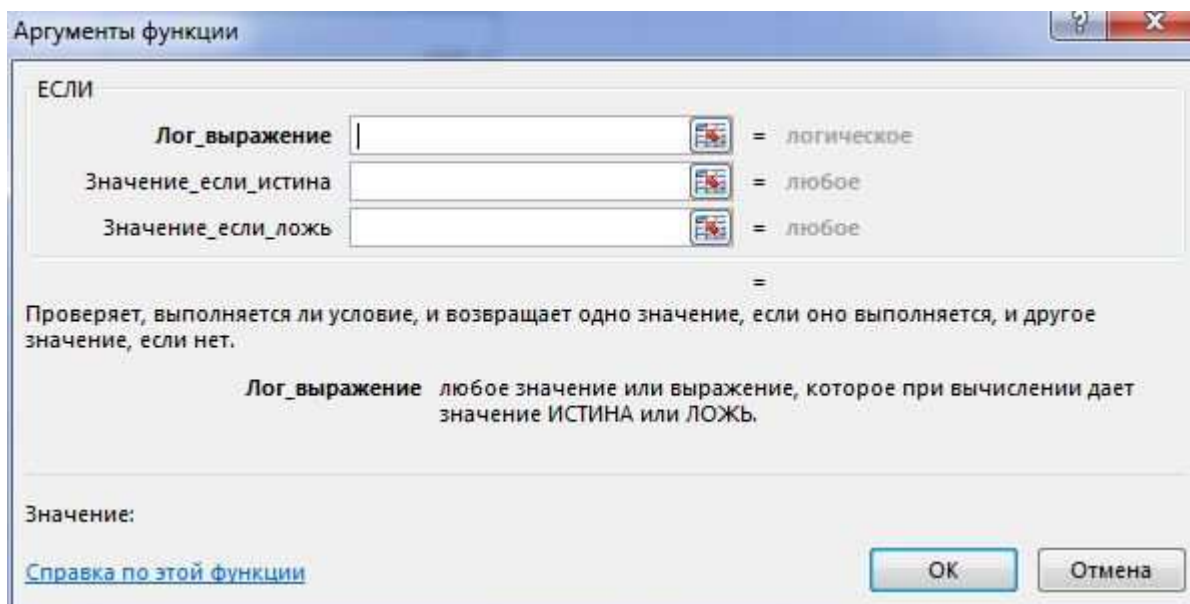 Аргументы функции
ЕСЛИ
Лог_выражение = логическое
Значение_если_истина = любое
Значение_если_ложь = любое
=
Проверяет, выполняется ли условие, и возвращает одно значение, если оно выполняется, и другое
значение, если нет.
Лог_выражение любое значение или выражение, которое при вычислении дает
значение ИСТИНА или ЛОЖЬ.
Значение:
Справка по этой функции
ОК
Отмена